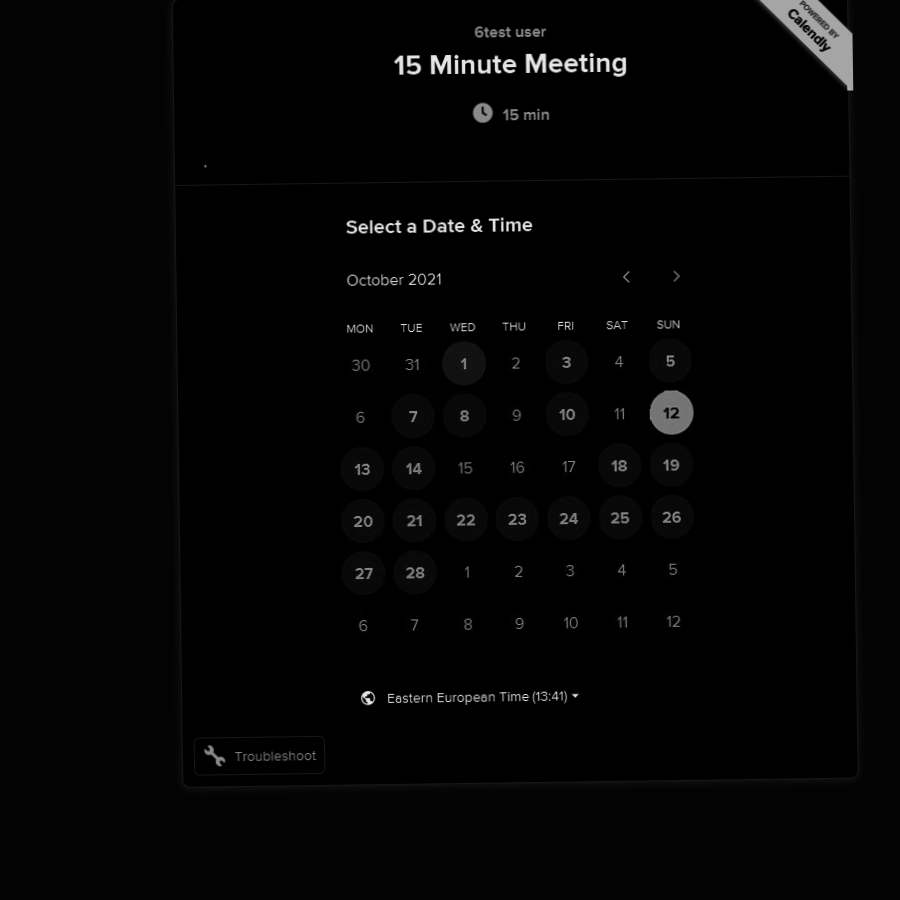 POWERED BY
Calendly
6test user
15 Minute Meeting
15 min
.
Select a Date & Time
October 2021
MON TUE WED THU FRI SAT SUN
30 31 1 2 3 4 5
6 7 8 9 10 11 12
13 14 15 16 17 18 19
20 21 22 23 24 25 26
27 28 1 2 3 4 5
6 7 8 9 10 11 12
Eastern European Time (13:41)
Troubleshoot